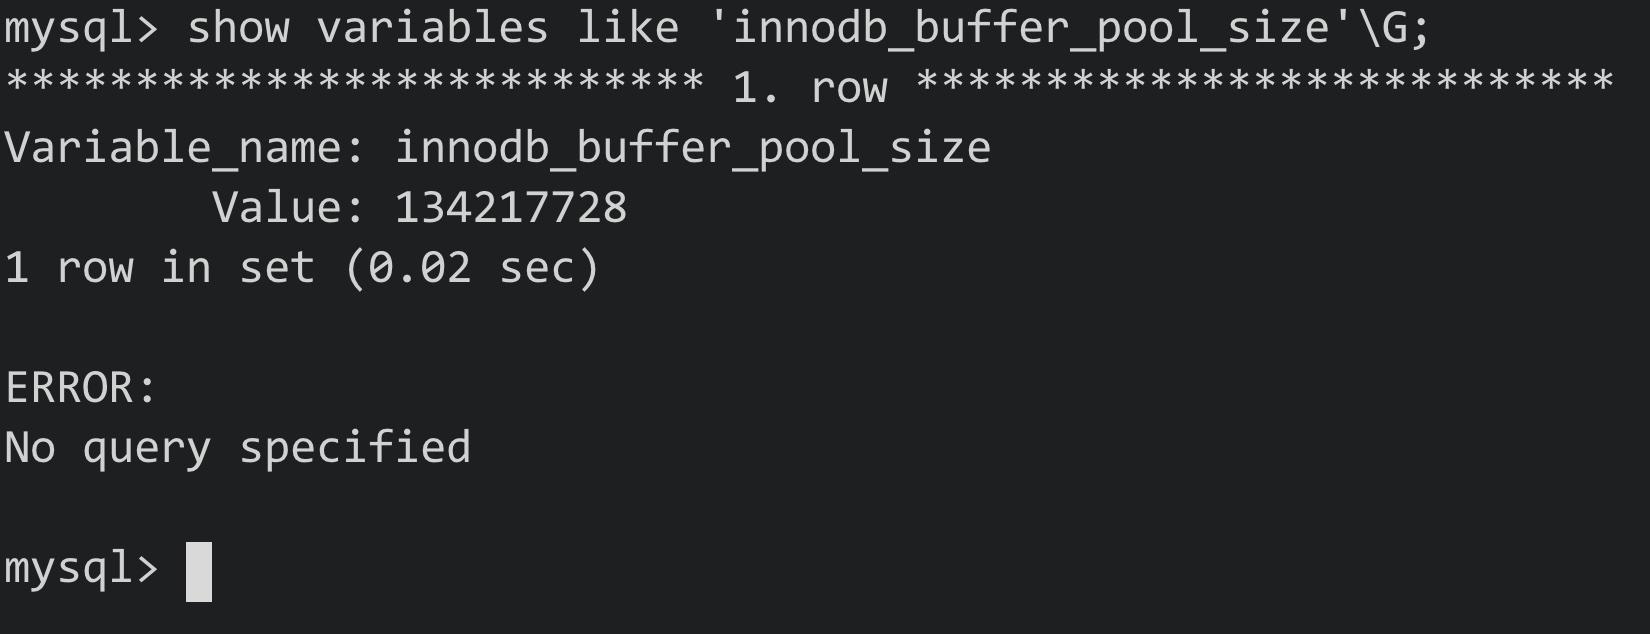 mysql> show variables like 'innodb_buffer_pool_size'\G;
*************************** 1. row ***************************
Variable_name: innodb_buffer_pool_size
        Value: 134217728
1 row in set (0.02 sec)

ERROR:
No query specified

mysql>